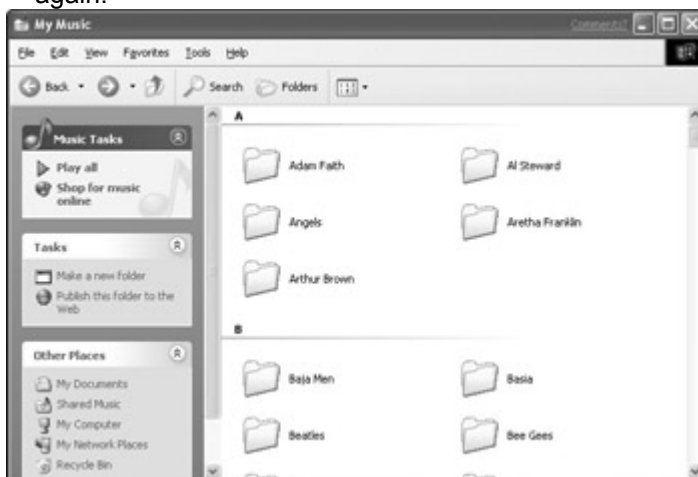 again.
My Music
Comments?
File Edit View Favorites Tools Help
Back Search Folders
Music Tasks
Play all
Shop for music
online
Tasks
Make a new folder
Publish this folder to the
Web
Other Places
My Documents
Shared Music
My Computer
My Network Places
Recycle Bin
A
Adam Faith Al Steward
Angels Aretha Franklin
Arthur Brown
B
Baja Men Basia
Beatles Bee Gees